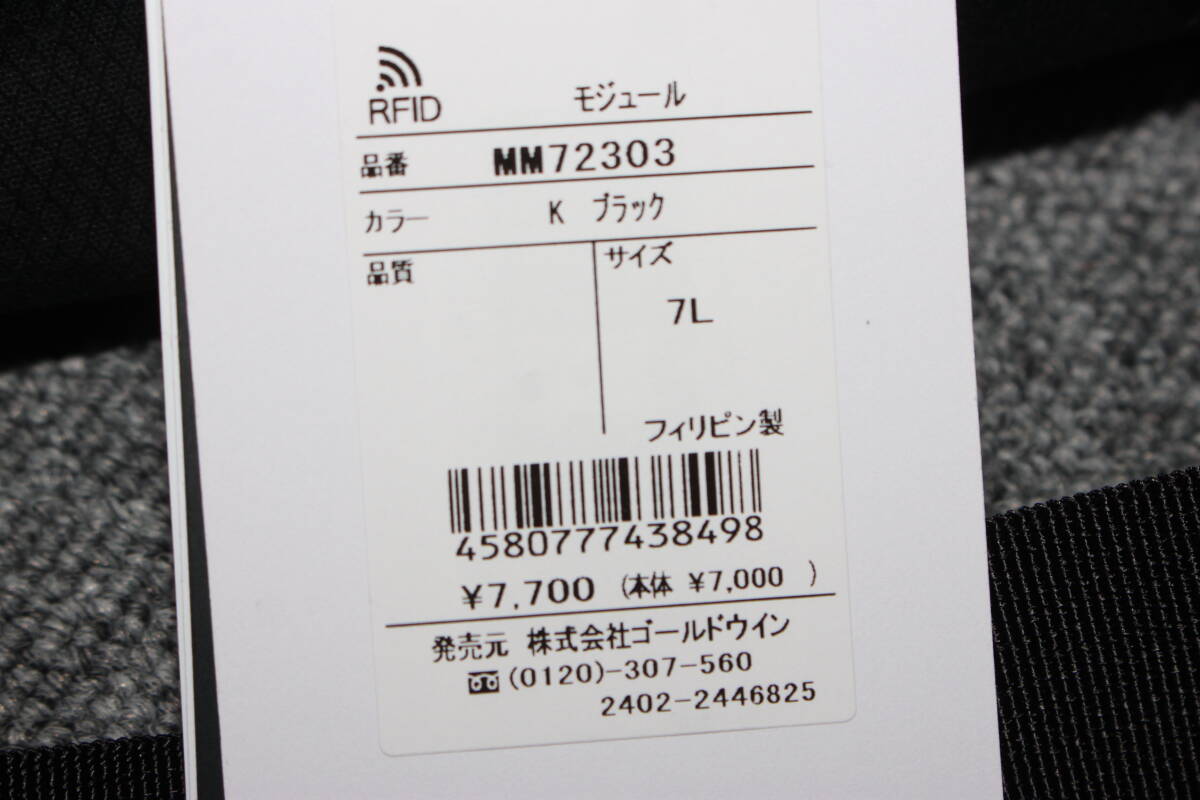 RFID
モジュール
品番 MM72303
カラー K ブラック
品質
サイズ
7L
フィリピン製
4580777438498
¥7,700 (本体 ¥7,000 )
発売元 株式会社ゴールドウイン
(0120)-307-560
2402-2446825